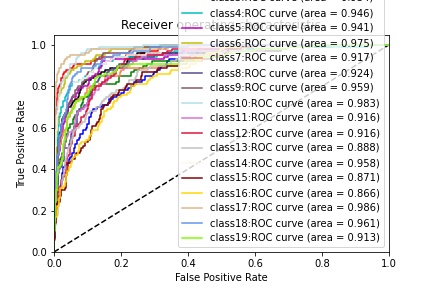 Receiver
class4:ROC curve (area = 0.946)
class5:ROC curve (area = 0.941)
class6:ROC curve (area = 0.975)
class7:ROC curve (area = 0.917)
class8:ROC curve (area = 0.924)
class9:ROC curve (area = 0.959)
class10:ROC curve (area = 0.983)
class11:ROC curve (area = 0.916)
class12:ROC curve (area = 0.916)
class13:ROC curve (area = 0.888)
class14:ROC curve (area = 0.958)
class15:ROC curve (area = 0.871)
class16:ROC curve (area = 0.866)
class17:ROC curve (area = 0.986)
class18:ROC curve (area = 0.961)
class19:ROC curve (area = 0.913)
True Positive Rate
1.0
0.8
0.6
0.4
0.2
0.0
0.0 0.2 0.4 0.6 0.8 1.0
False Positive Rate